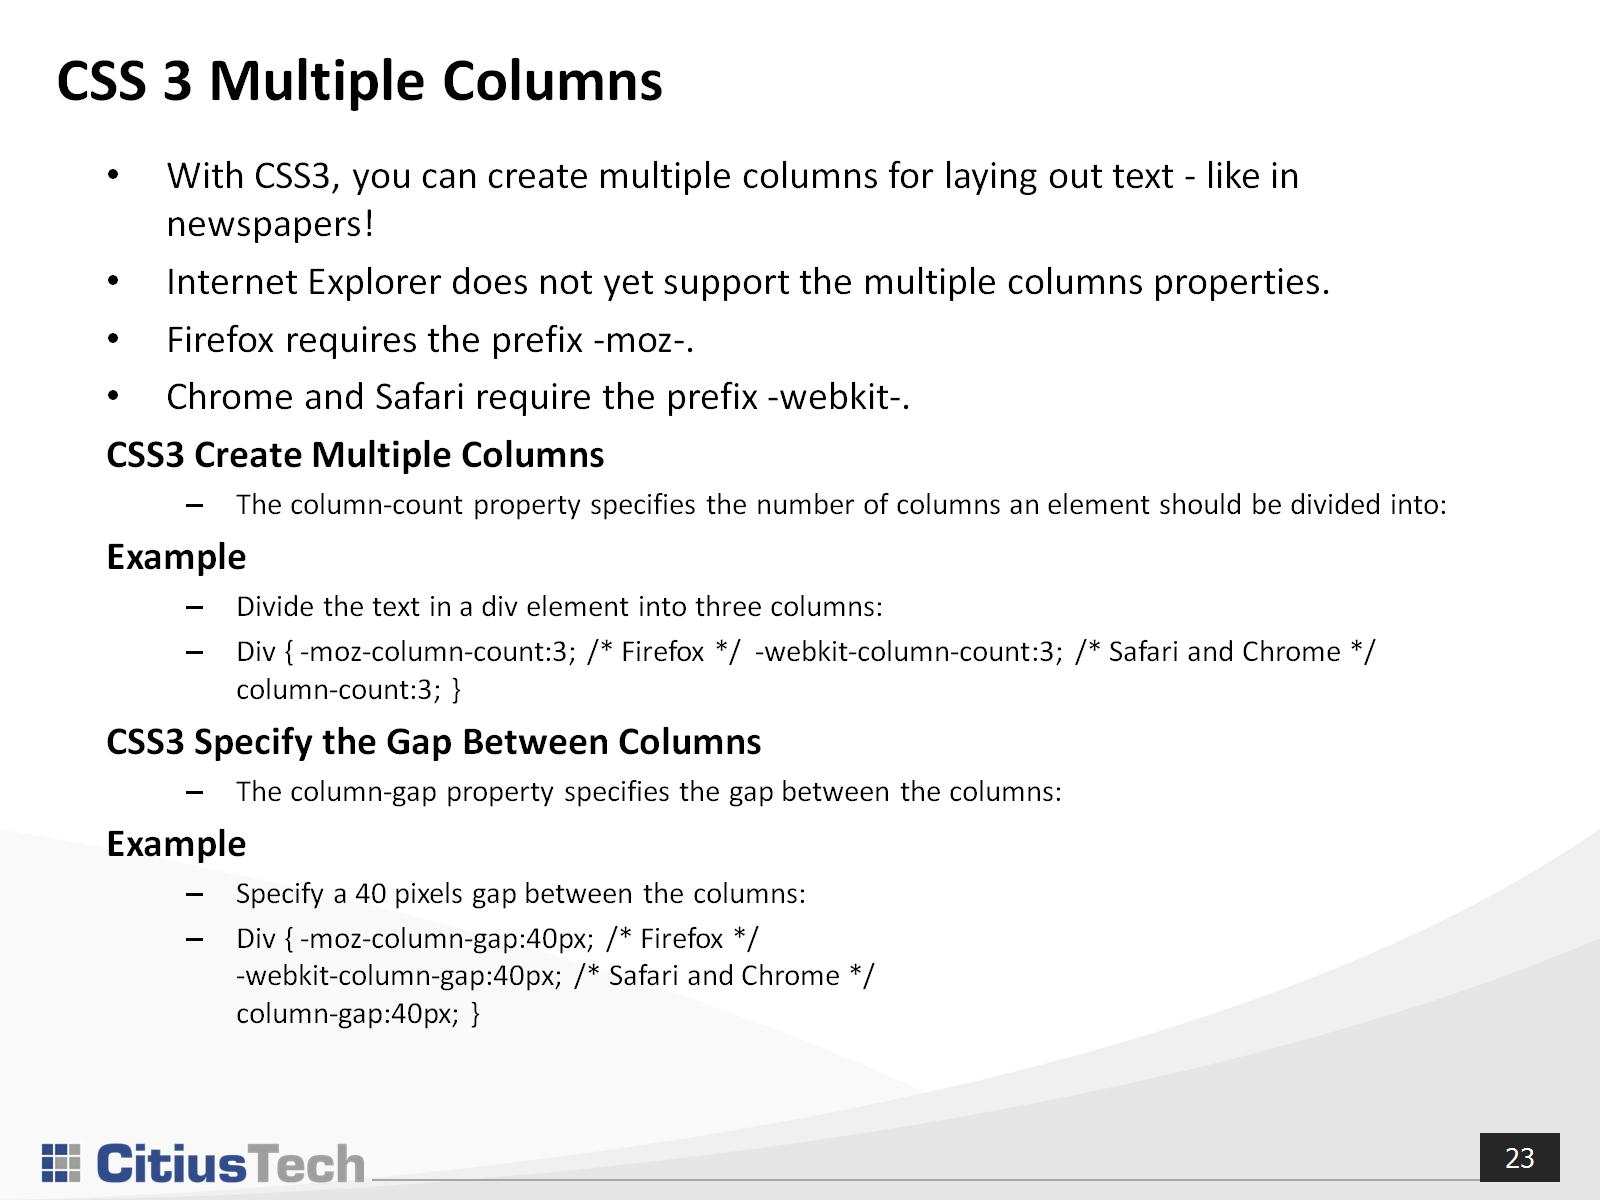 CSS 3 Multiple Columns
• With CSS3, you can create multiple columns for laying out text - like in
newspapers!
• Internet Explorer does not yet support the multiple columns properties.
• Firefox requires the prefix -moz-.
• Chrome and Safari require the prefix -webkit-.
CSS3 Create Multiple Columns
– The column-count property specifies the number of columns an element should be divided into:
Example
– Divide the text in a div element into three columns:
– Div { -moz-column-count:3; /* Firefox */ -webkit-column-count:3; /* Safari and Chrome */
column-count:3; }
CSS3 Specify the Gap Between Columns
– The column-gap property specifies the gap between the columns:
Example
– Specify a 40 pixels gap between the columns:
– Div { -moz-column-gap:40px; /* Firefox */
-webkit-column-gap:40px; /* Safari and Chrome */
column-gap:40px; }
CitiusTech
23